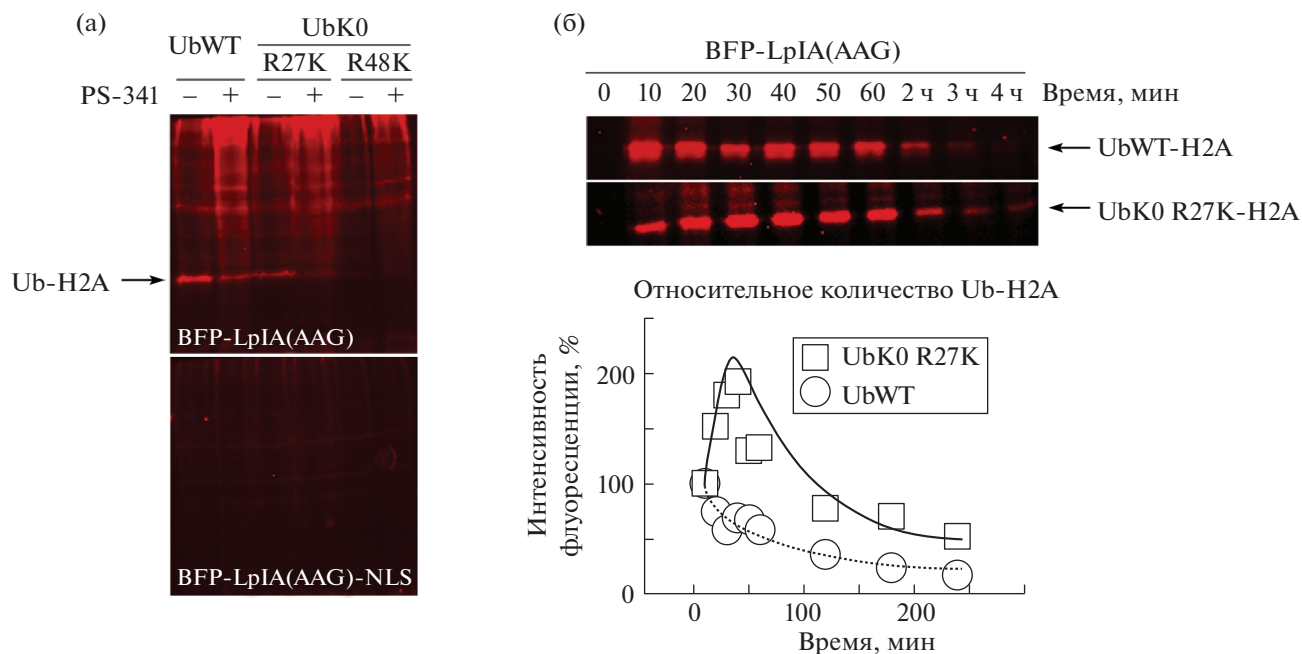 (а)
UbWT
UbK0
R27K R48K
PS-341 – + – + – +
Ub-H2A
BFP-LpIA(AAG)
BFP-LpIA(AAG)-NLS
(б)
BFP-LpIA(AAG)
0 10 20 30 40 50 60 2 ч 3 ч 4 ч Время, мин
UbWT-H2A
UbK0 R27K-H2A
Относительное количество Ub-H2A
Интенсивность
флуоресценции, %
200
100
0
UbK0 R27K
UbWT
0 100 200
Время, мин